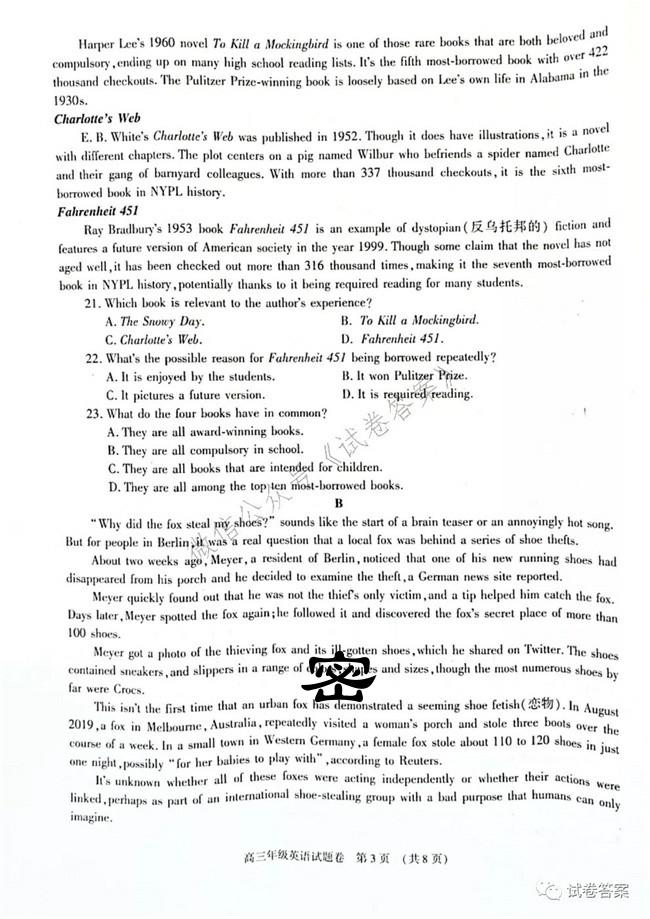 Harper Lee's 1960 novel To Kill a Mockingbird is one of those rare books that are both beloved and
compulsory, ending up on many high school reading lists. It's the fifth most-borrowed book with over 422
thousand checkouts. The Pulitzer Prize-winning book is loosely based on Lee's own life in Alabama in the
1930s.
Charlotte's Web
E. B. White's Charlotte's Web was published in 1952. Though it does have illustrations, it is a novel
with different chapters. The plot centers on a pig named Wilbur who befriends a spider named Charlotte
and their gang of barnyard colleagues. With more than 337 thousand checkouts, it is the sixth most-
borrowed book in NYPL history.
Fahrenheit 451
Ray Bradbury's 1953 book Fahrenheit 451 is an example of dystopian(反乌托邦的) fiction and
features a future version of American society in the year 1999. Though some claim that the novel has not
aged well, it has been checked out more than 316 thousand times, making it the seventh most-borrowed
book in NYPL history, potentially thanks to it being required reading for many students.
21. Which book is relevant to the author's experience?
A. The Snowy Day. B. To Kill a Mockingbird.
C. Charlotte's Web. D. Fahrenheit 451.
22. What's the possible reason for Fahrenheit 451 being borrowed repeatedly?
A. It is enjoyed by the students. B. It won Pulitzer Prize.
C. It pictures a future version. D. It is required reading.
23. What do the four books have in common?
A. They are all award-winning books.
B. They are all compulsory in school.
C. They are all books that are intended for children.
D. They are all among the top ten most-borrowed books.
微信公众号《试卷答案》
B
"Why did the fox steal my shoes?" sounds like the start of a brain teaser or an annoyingly hot song.
But for people in Berlin, it was a real question that a local fox was behind a series of shoe thefts.
About two weeks ago, Meyer, a resident of Berlin, noticed that one of his new running shoes had
disappeared from his porch and he decided to examine the theft, a German news site reported.
Meyer quickly found out that he was not the thief's only victim, and a tip helped him catch the fox.
Days later, Meyer spotted the fox again; he followed it and discovered the fox's secret place of more than
100 shoes.
Meyer got a photo of the thieving fox and its ill-gotten shoes, which he shared on Twitter. The shoes
contained sneakers, and slippers in a range of and sizes, though the most numerous shoes by
密
far were Crocs.
This isn't the first time that an urban fox has demonstrated a seeming shoe fetish(恋物). In August
2019, a fox in Melbourne, Australia, repeatedly visited a woman's porch and stole three boots over the
course of a week. In a small town in Western Germany, a female fox stole about 110 to 120 shoes in just
one night, possibly "for her babies to play with", according to Reuters.
It's unknown whether all of these foxes were acting independently or whether their actions were
linked, perhaps as part of an international shoe-stealing group with a bad purpose that humans can only
imagine.
高三年级英语试题卷 第3页 (共8页)
试卷答案